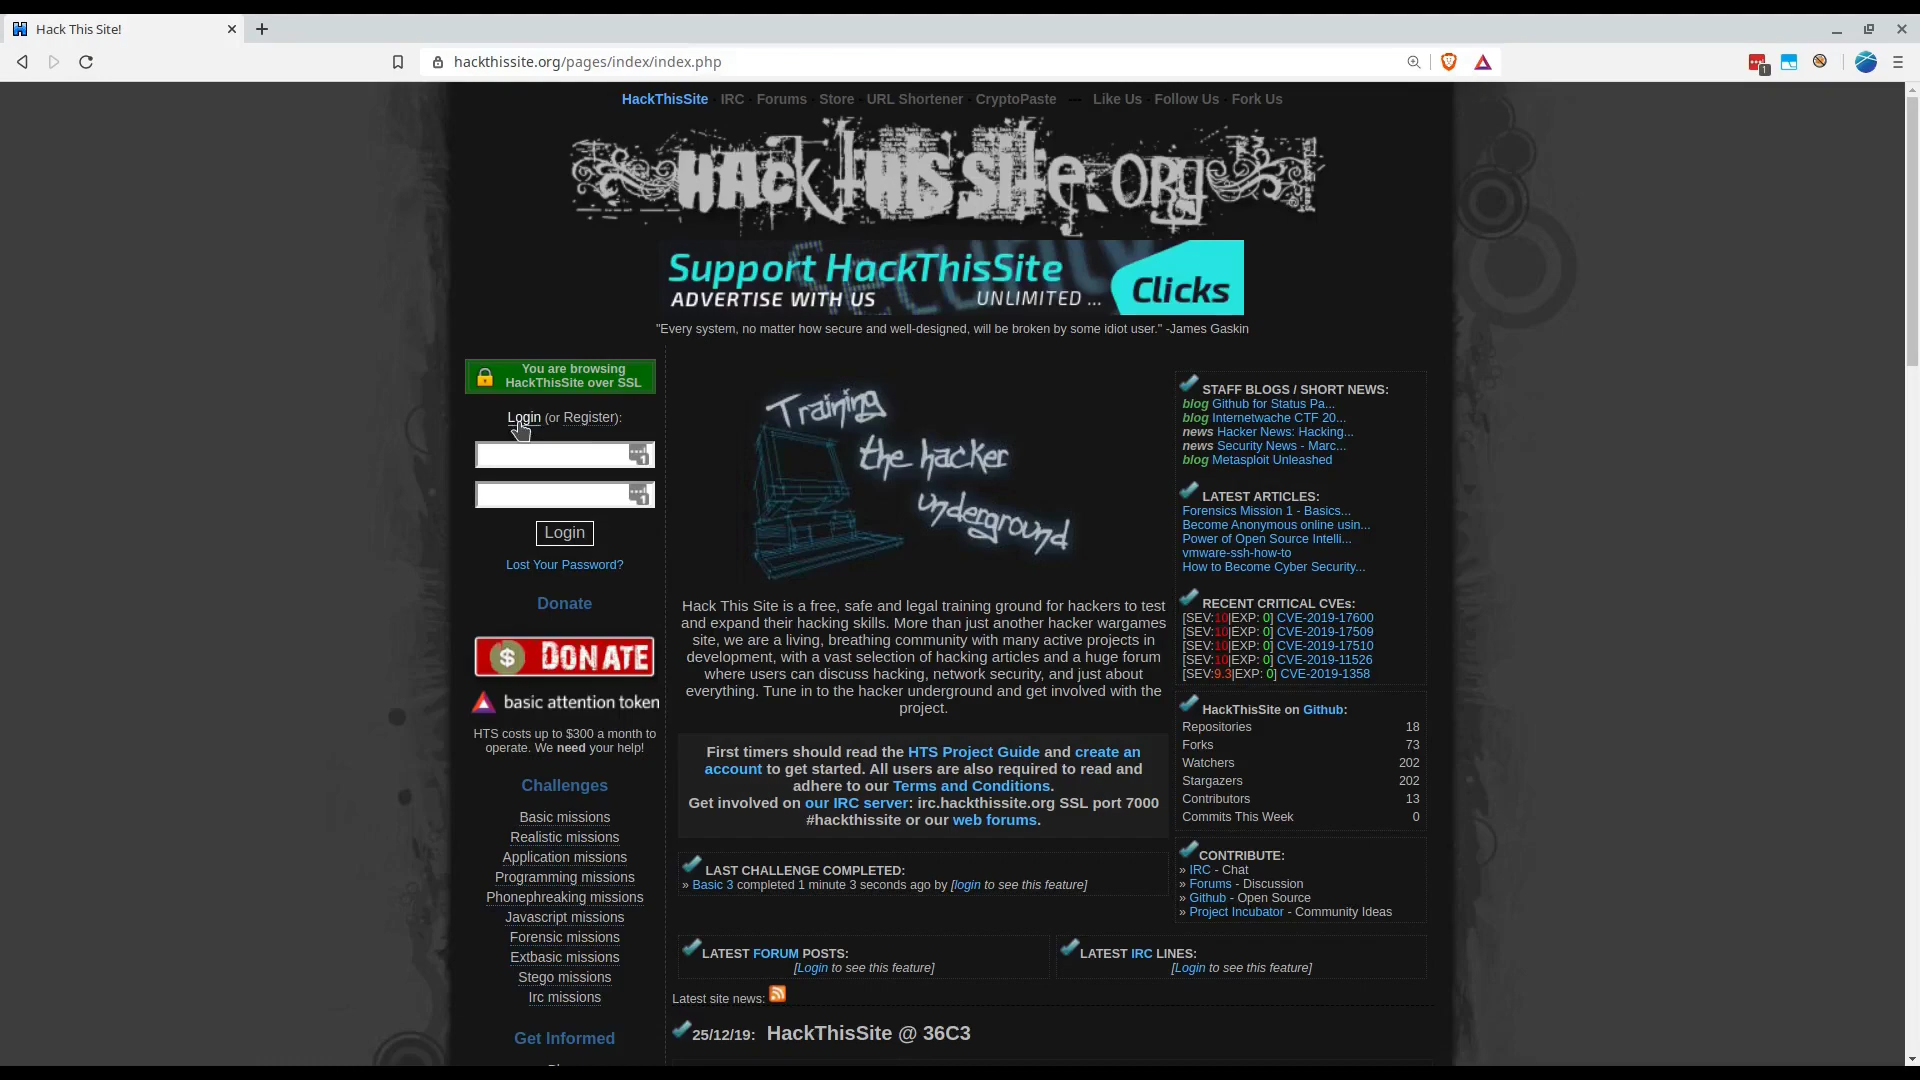 Hack This Site!
hackthissite.org/pages/index/index.php
1
HackThisSite · IRC · Forums · Store · URL Shortener · CryptoPaste --- Like Us · Follow Us · Fork Us
HackThisSite.org
Support HackThisSite
ADVERTISE WITH US UNLIMITED ... Clicks
"Every system, no matter how secure and well-designed, will be broken by some idiot user." -James Gaskin
You are browsing
HackThisSite over SSL
Login (or Register):
1
1
Login
Lost Your Password?
Donate
DONATE
basic attention token
HTS costs up to $300 a month to
operate. We need your help!
Challenges
Basic missions
Realistic missions
Application missions
Programming missions
Phonephreaking missions
Javascript missions
Forensic missions
Extbasic missions
Stego missions
Irc missions
Get Informed
Training
the hacker
underground
Hack This Site is a free, safe and legal training ground for hackers to test
and expand their hacking skills. More than just another hacker wargames
site, we are a living, breathing community with many active projects in
development, with a vast selection of hacking articles and a huge forum
where users can discuss hacking, network security, and just about
everything. Tune in to the hacker underground and get involved with the
project.
First timers should read the HTS Project Guide and create an
account to get started. All users are also required to read and
adhere to our Terms and Conditions.
Get involved on our IRC server: irc.hackthissite.org SSL port 7000
#hackthissite or our web forums.
LAST CHALLENGE COMPLETED:
» Basic 3 completed 1 minute 3 seconds ago by [login to see this feature]
LATEST FORUM POSTS:
[Login to see this feature]
LATEST IRC LINES:
[Login to see this feature]
Latest site news:
25/12/19: HackThisSite @ 36C3
STAFF BLOGS / SHORT NEWS:
blog Github for Status Pa...
blog Internetwache CTF 20...
news Hacker News: Hacking...
news Security News - Marc...
blog Metasploit Unleashed
LATEST ARTICLES:
Forensics Mission 1 - Basics...
Become Anonymous online usin...
Power of Open Source Intelli...
vmware-ssh-how-to
How to Become Cyber Security...
RECENT CRITICAL CVEs:
[SEV:10|EXP: 0] CVE-2019-17600
[SEV:10|EXP: 0] CVE-2019-17509
[SEV:10|EXP: 0] CVE-2019-17510
[SEV:10|EXP: 0] CVE-2019-11526
[SEV:9.3|EXP: 0] CVE-2019-1358
HackThisSite on Github:
Repositories 18
Forks 73
Watchers 202
Stargazers 202
Contributors 13
Commits This Week 0
CONTRIBUTE:
» IRC - Chat
» Forums - Discussion
» Github - Open Source
» Project Incubator - Community Ideas